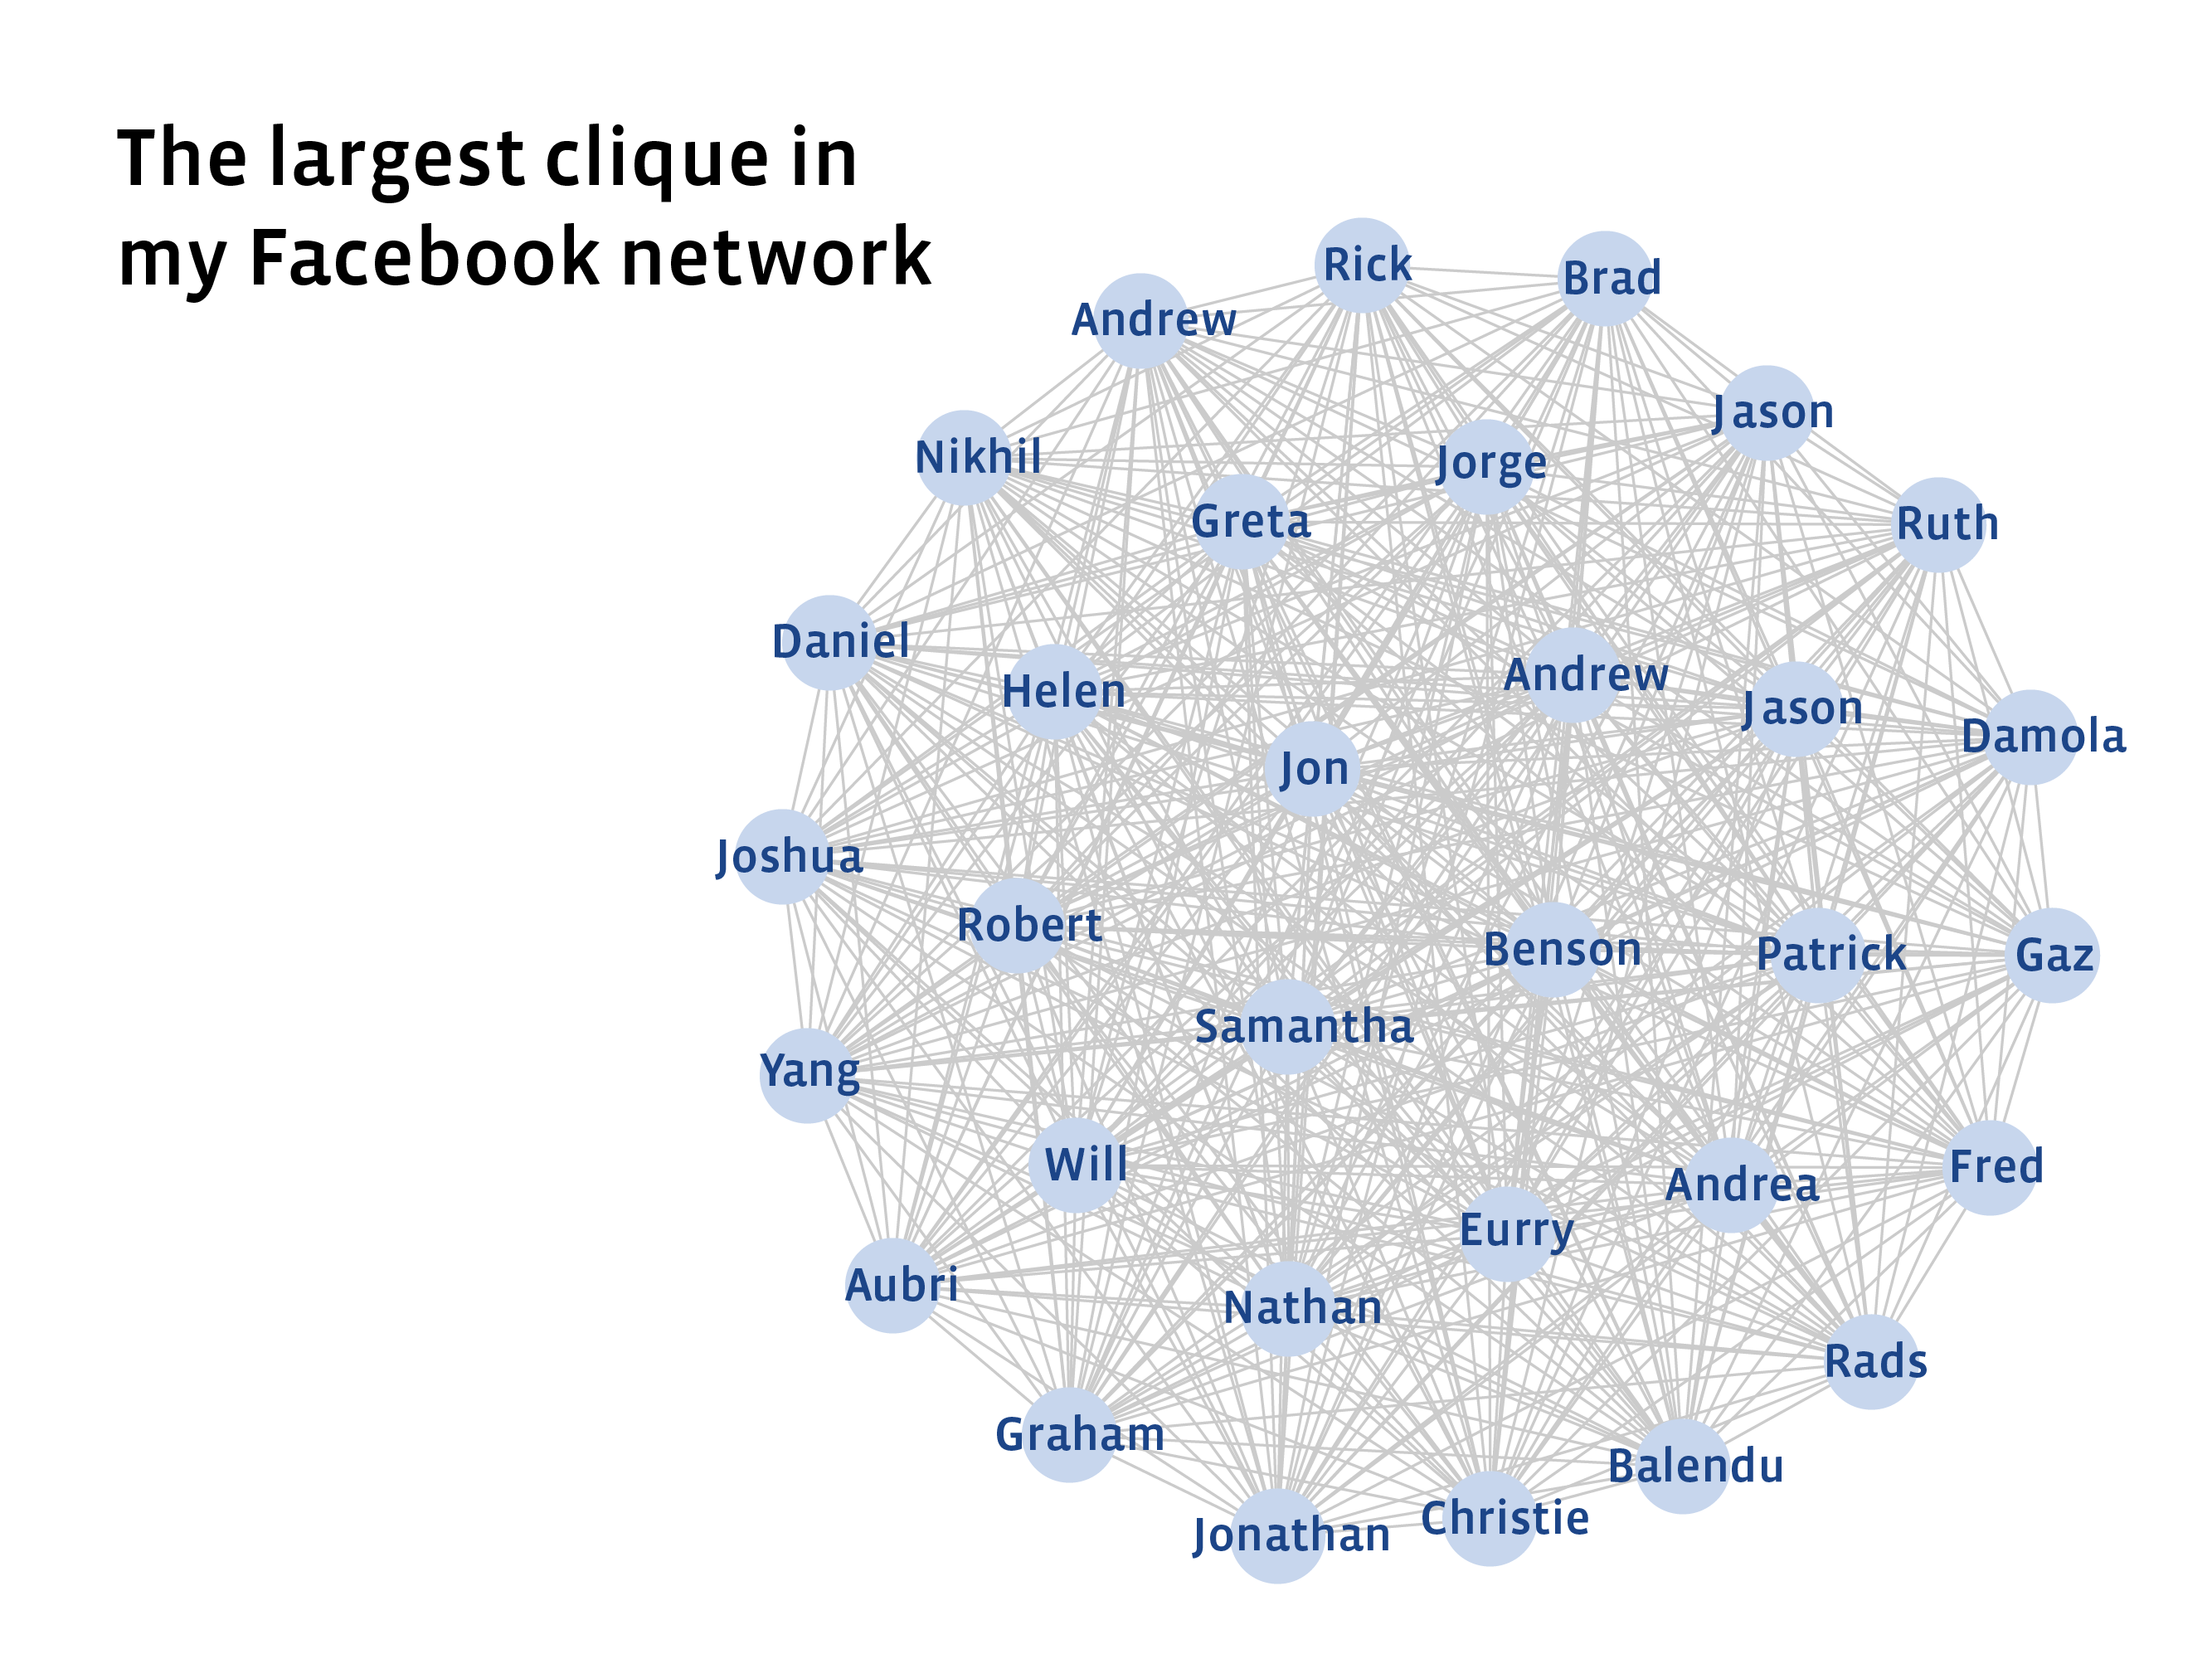 The largest clique in
my Facebook network
Rick
Brad
Andrew
Jason
Nikhil
Jorge
Greta
Ruth
Daniel
Helen
Andrew
Jason
Damola
Jon
Joshua
Robert
Benson
Patrick
Gaz
Samantha
Yang
Will
Andrea
Fred
Eurry
Aubri
Nathan
Rads
Graham
Balendu
Jonathan
Christie